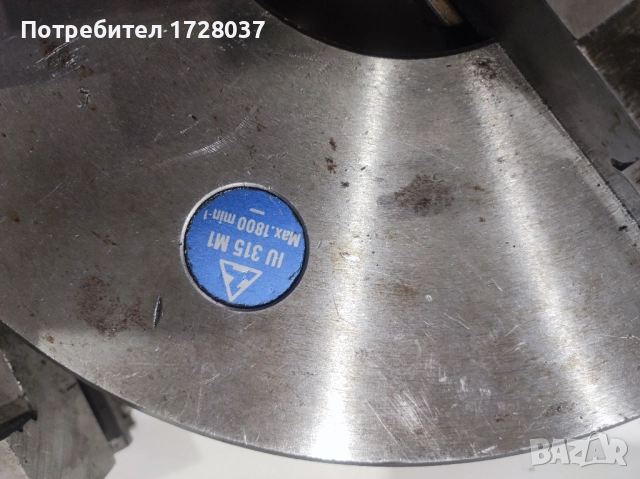 Потребител · 1728037
IU 315 M1
Max.1800 min-1
BAZAR